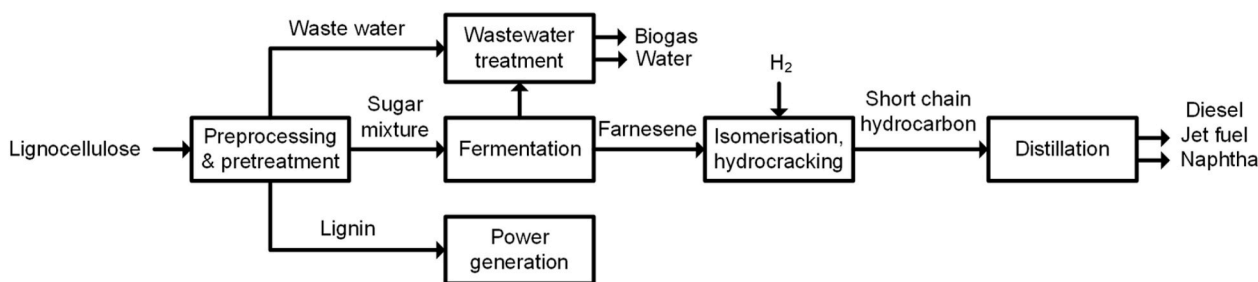 Waste water
Wastewater
treatment
Biogas
Water
H₂
Lignocellulose
Preprocessing
& pretreatment
Sugar
mixture
Fermentation
Farnesene
Isomerisation,
hydrocracking
Short chain
hydrocarbon
Distillation
Diesel
Jet fuel
Naphtha
Lignin
Power
generation